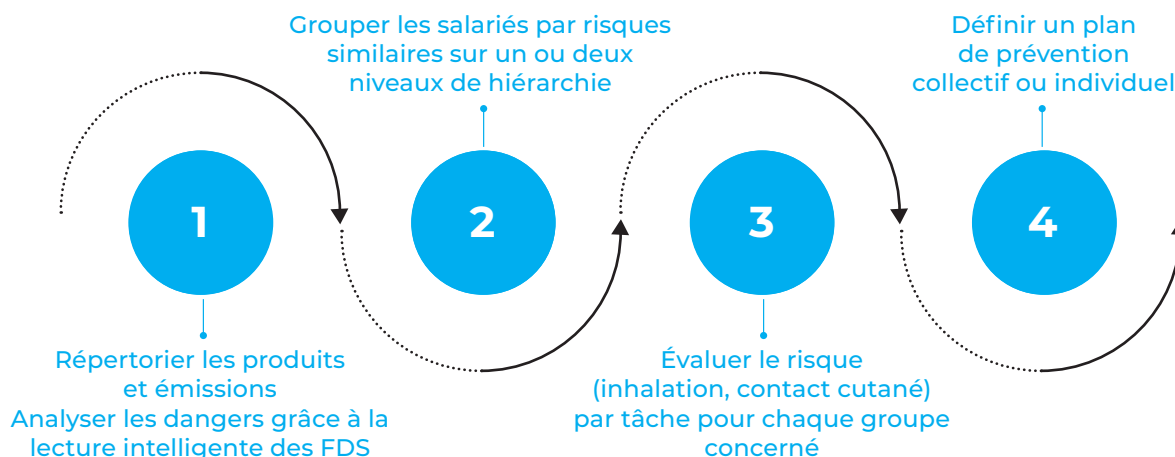 1
Répertorier les produits
et émissions
Analyser les dangers grâce à la
lecture intelligente des FDS
Grouper les salariés par risques
similaires sur un ou deux
niveaux de hiérarchie
2
3
Évaluer le risque
(inhalation, contact cutané)
par tâche pour chaque groupe
concerné
Définir un plan
de prévention
collectif ou individuel
4